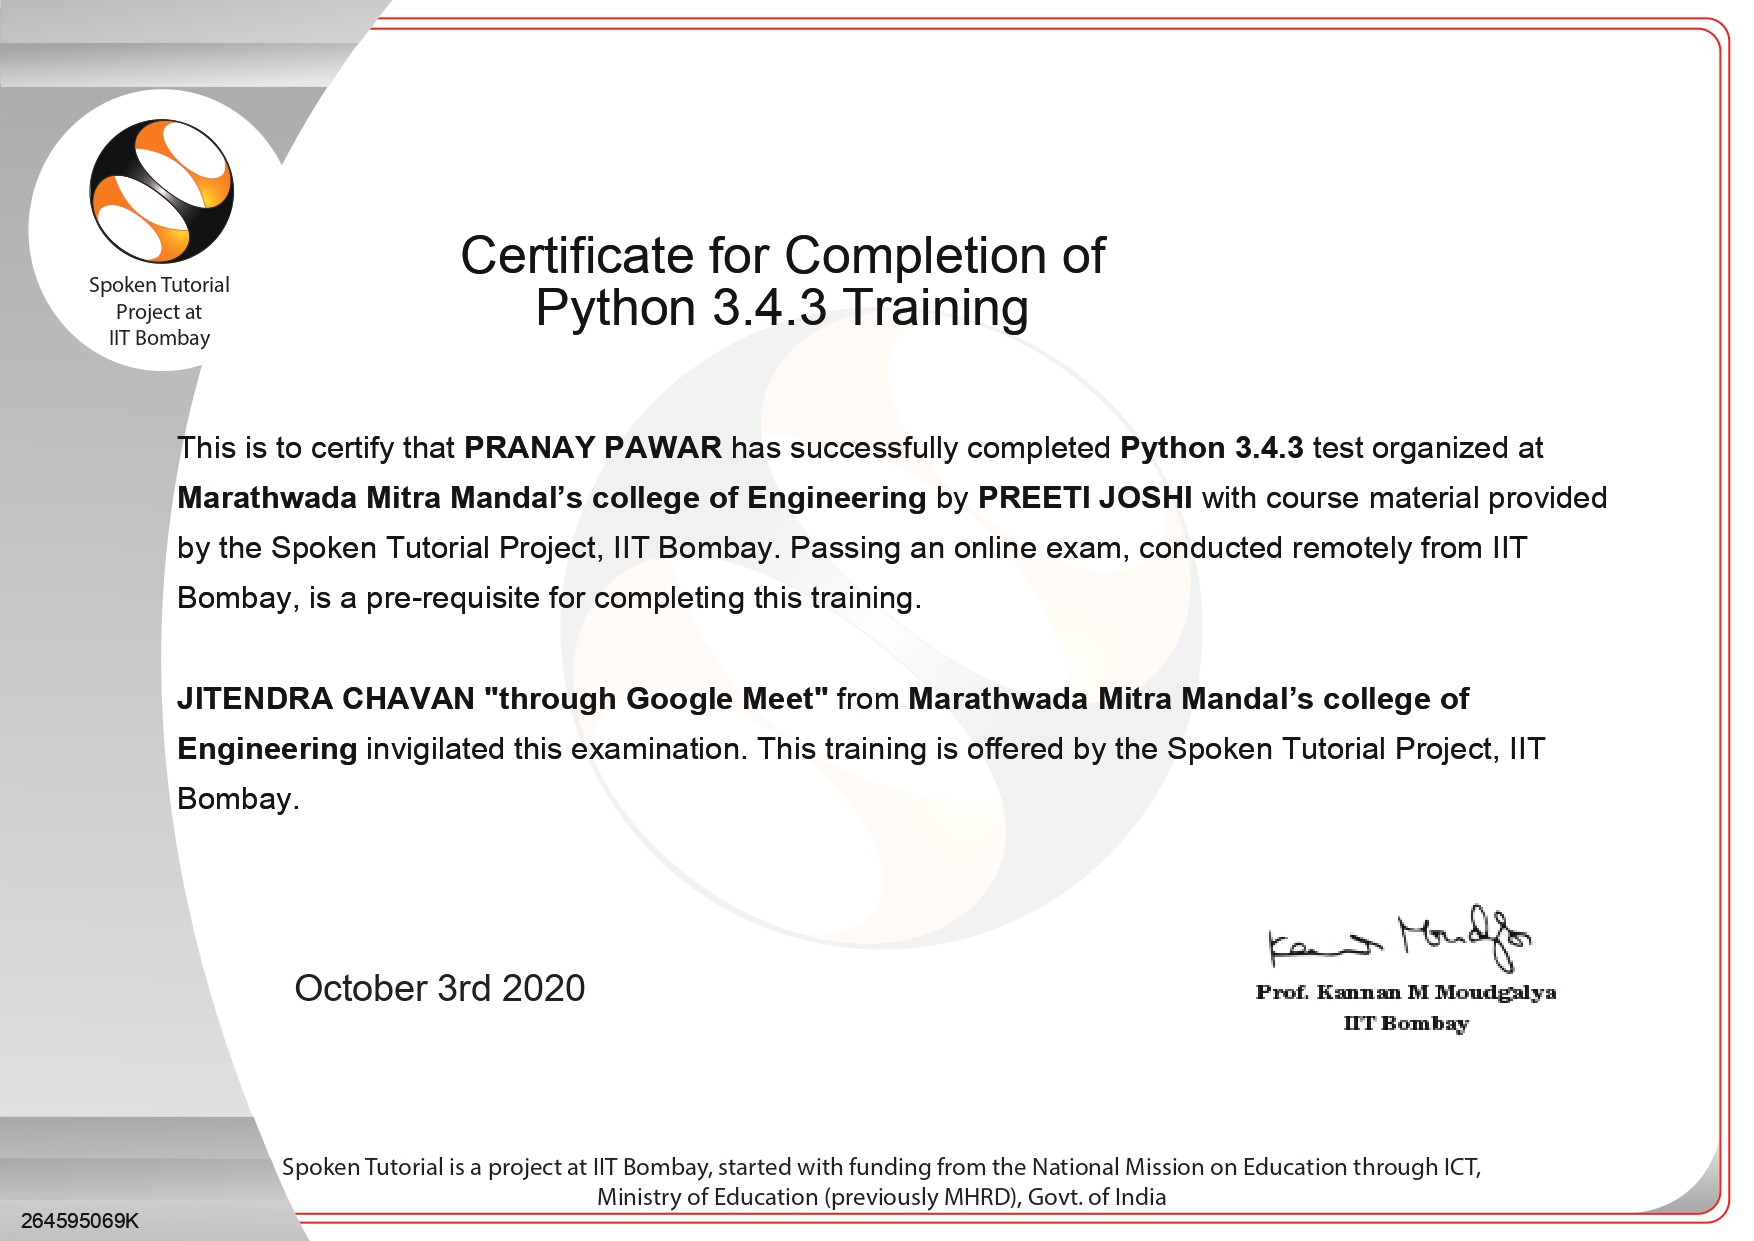 Spoken Tutorial
Project at
IIT Bombay
Certificate for Completion of
Python 3.4.3 Training
This is to certify that PRANAY PAWAR has successfully completed Python 3.4.3 test organized at
Marathwada Mitra Mandal’s college of Engineering by PREETI JOSHI with course material provided
by the Spoken Tutorial Project, IIT Bombay. Passing an online exam, conducted remotely from IIT
Bombay, is a pre-requisite for completing this training.
JITENDRA CHAVAN "through Google Meet" from Marathwada Mitra Mandal’s college of
Engineering invigilated this examination. This training is offered by the Spoken Tutorial Project, IIT
Bombay.
October 3rd 2020
Kannan Moudgalya
Prof. Kannan M Moudgalya
IIT Bombay
Spoken Tutorial is a project at IIT Bombay, started with funding from the National Mission on Education through ICT,
Ministry of Education (previously MHRD), Govt. of India
264595069K